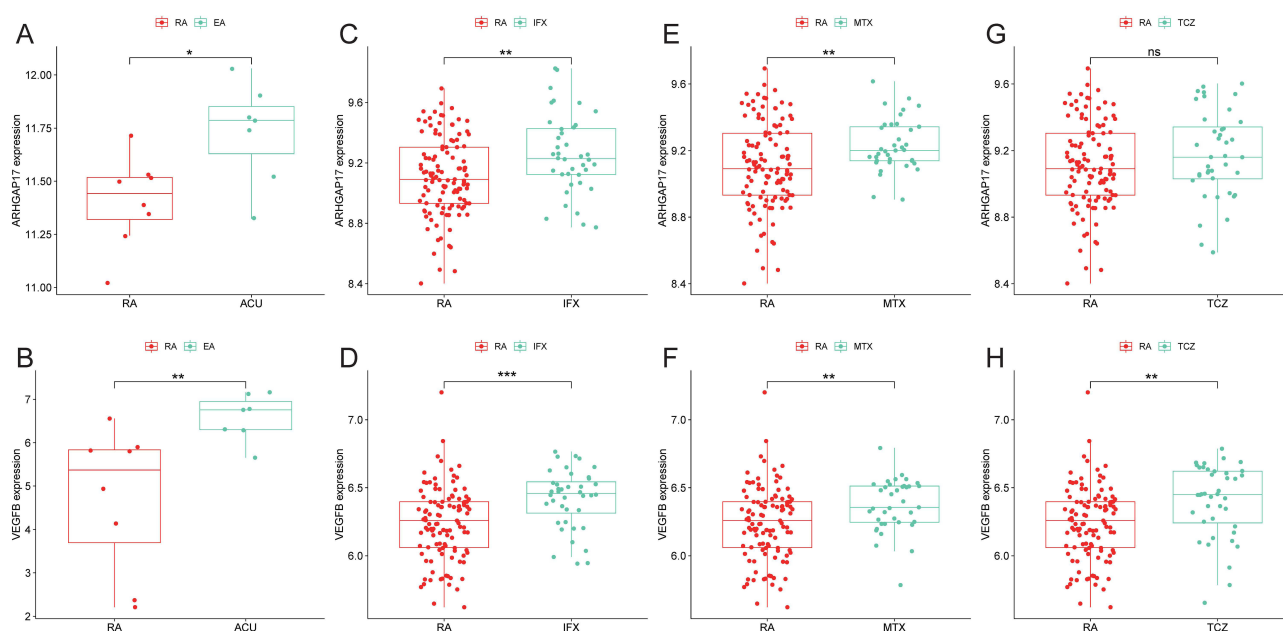 A
RA EA
*
ARHGAP17 expression
12.00
11.75
11.50
11.25
11.00
RA ACU
C
RA IFX
**
ARHGAP17 expression
9.6
9.2
8.8
8.4
RA IFX
E
RA MTX
**
ARHGAP17 expression
9.6
9.2
8.8
8.4
RA MTX
G
RA TCZ
ns
ARHGAP17 expression
9.6
9.2
8.8
8.4
RA TCZ
B
RA EA
**
VEGFB expression
7
6
5
4
3
2
RA ACU
D
RA IFX
***
VEGFB expression
7.0
6.5
6.0
RA IFX
F
RA MTX
**
VEGFB expression
7.0
6.5
6.0
RA MTX
H
RA TCZ
**
VEGFB expression
7.0
6.5
6.0
RA TCZ